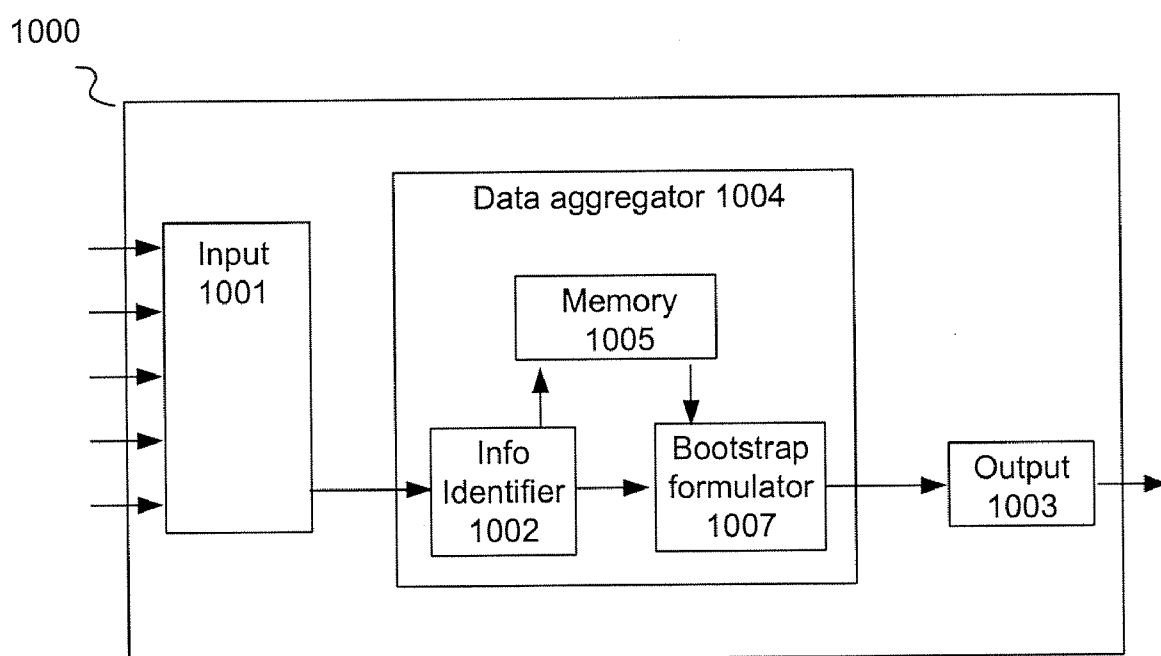 1000
Data aggregator 1004
Input
1001
Memory
1005
Info
Identifier
1002
Bootstrap
formulator
1007
Output
1003